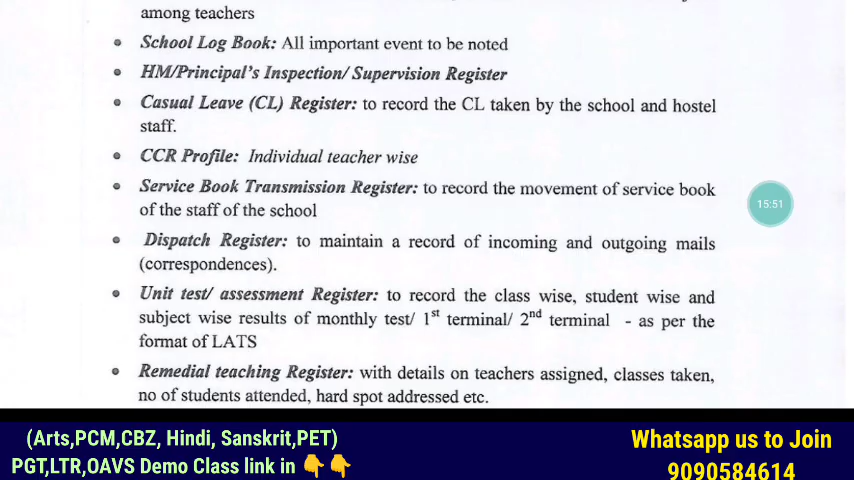 among teachers
• School Log Book: All important event to be noted
• HM/Principal's Inspection/ Supervision Register
• Casual Leave (CL) Register: to record the CL taken by the school and hostel
staff.
• CCR Profile: Individual teacher wise
• Service Book Transmission Register: to record the movement of service book
of the staff of the school
15:51
• Dispatch Register: to maintain a record of incoming and outgoing mails
(correspondences).
• Unit test/ assessment Register: to record the class wise, student wise and
subject wise results of monthly test/ 1st terminal/ 2nd terminal - as per the
format of LATS
• Remedial teaching Register: with details on teachers assigned, classes taken,
no of students attended, hard spot addressed etc.
(Arts,PCM,CBZ, Hindi, Sanskrit,PET)
PGT,LTR,OAVS Demo Class link in 👇👇
Whatsapp us to Join
9090584614